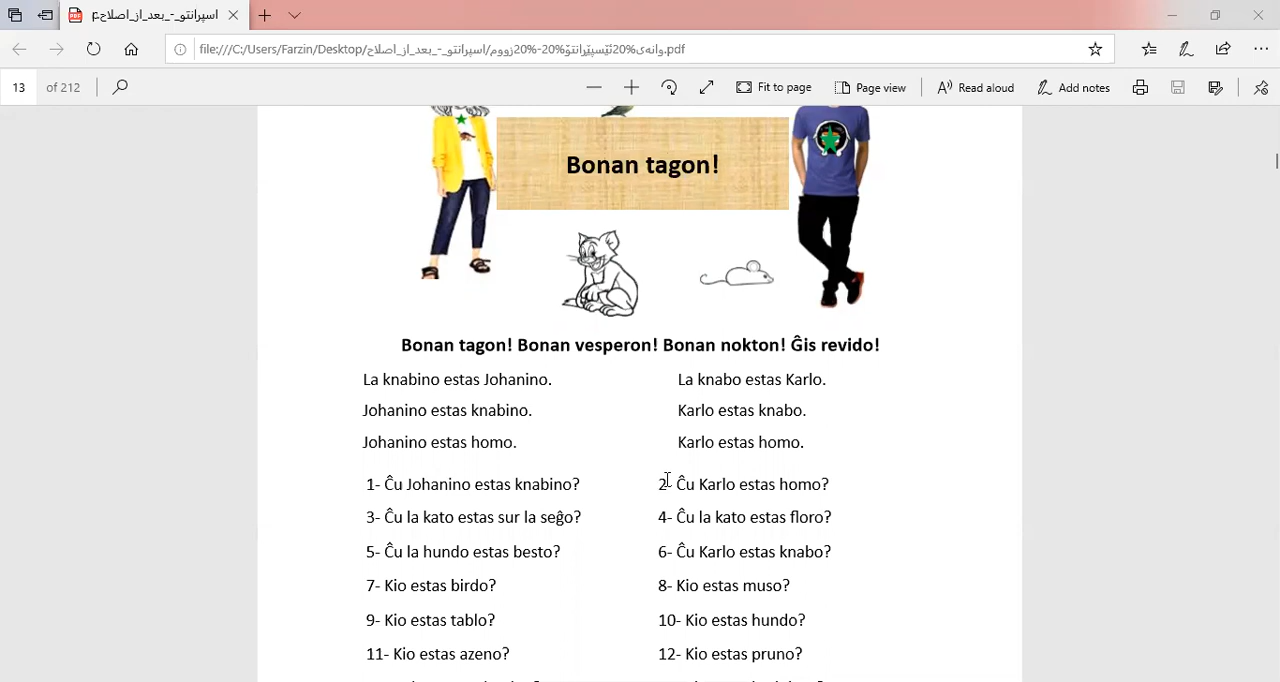 اسپرانتو_-_بعد_از_اصلاح.p
file:///C:/Users/Farzin/Desktop/وانەی%20ئێسپێرانتۆ%20-%20زووم/اسپرانتو_-_بعد_از_اصلاح.pdf
13 of 212
Fit to page
Page view
Read aloud
Add notes
Bonan tagon!
Bonan tagon! Bonan vesperon! Bonan nokton! Ĝis revido!
La knabino estas Johanino.
La knabo estas Karlo.
Johanino estas knabino.
Karlo estas knabo.
Johanino estas homo.
Karlo estas homo.
1- Ĉu Johanino estas knabino?
2- Ĉu Karlo estas homo?
3- Ĉu la kato estas sur la seĝo?
4- Ĉu la kato estas floro?
5- Ĉu la hundo estas besto?
6- Ĉu Karlo estas knabo?
7- Kio estas birdo?
8- Kio estas muso?
9- Kio estas tablo?
10- Kio estas hundo?
11- Kio estas azeno?
12- Kio estas pruno?